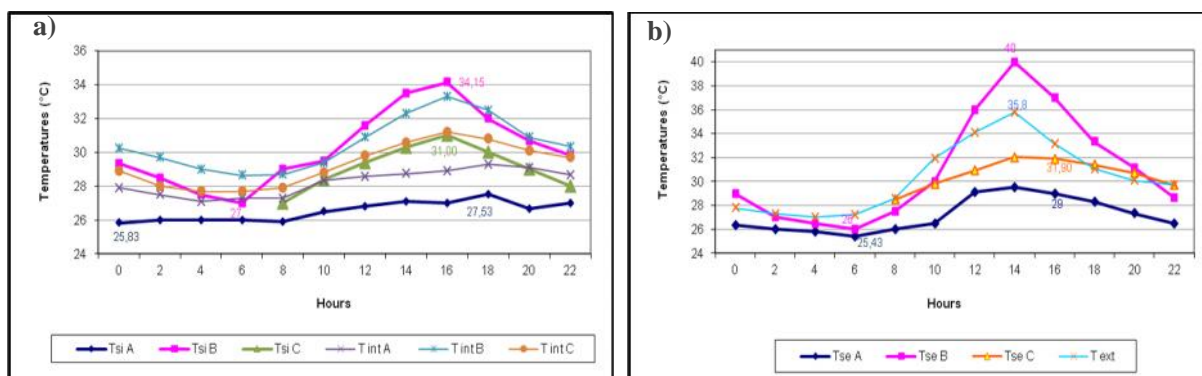 a)
36
34
32
30
28
26
24
Temperatures (°C)
34,15
31,00
27
27,53
25,83
0 2 4 6 8 10 12 14 16 18 20 22
Hours
Tsi A Tsi B Tsi C T int A T int B T int C
b)
40
38
36
34
32
30
28
26
24
Temperatures (°C)
40
35,8
31,90
29
26
25,43
0 2 4 6 8 10 12 14 16 18 20 22
Hours
Tse A Tse B Tse C T ext